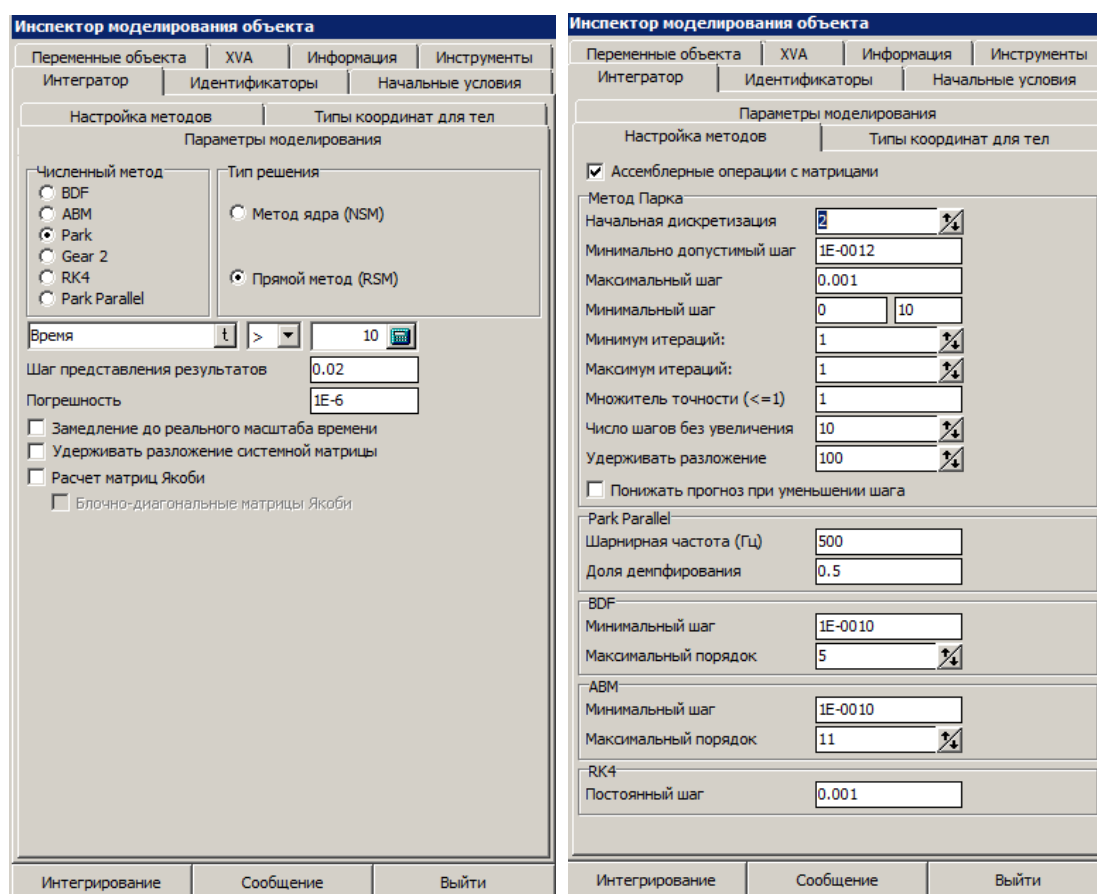 Инспектор моделирования объекта
Переменные объекта XVA Информация Инструменты
Интегратор Идентификаторы Начальные условия
Настройка методов Типы координат для тел
Параметры моделирования
Численный метод
BDF
ABM
Park
Gear 2
RK4
Park Parallel
Тип решения
Метод ядра (NSM)
Прямой метод (RSM)
Время t > 10
Шаг представления результатов 0.02
Погрешность 1E-6
Замедление до реального масштаба времени
Удерживать разложение системной матрицы
Расчет матриц Якоби
Блочно-диагональные матрицы Якоби
Интегрирование Сообщение Выйти
Инспектор моделирования объекта
Переменные объекта XVA Информация Инструменты
Интегратор Идентификаторы Начальные условия
Параметры моделирования
Настройка методов Типы координат для тел
Ассемблерные операции с матрицами
Метод Парка
Начальная дискретизация 2
Минимально допустимый шаг 1E-0012
Максимальный шаг 0.001
Минимальный шаг 0 10
Минимум итераций: 1
Максимум итераций: 1
Множитель точности (<=1) 1
Число шагов без увеличения 10
Удерживать разложение 100
Понижать прогноз при уменьшении шага
Park Parallel
Шарнирная частота (Гц) 500
Доля демпфирования 0.5
BDF
Минимальный шаг 1E-0010
Максимальный порядок 5
ABM
Минимальный шаг 1E-0010
Максимальный порядок 11
RK4
Постоянный шаг 0.001
Интегрирование Сообщение Выйти